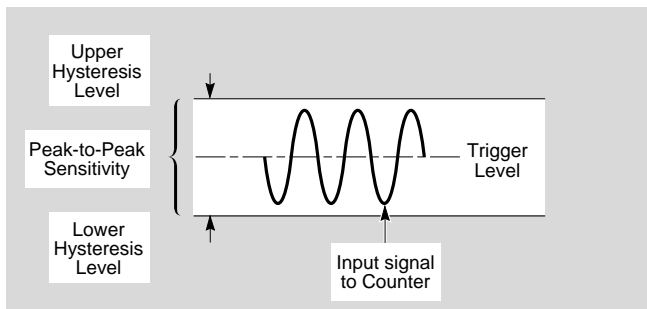 Upper
Hysteresis
Level
Peak-to-Peak
Sensitivity
Lower
Hysteresis
Level
Trigger
Level
Input signal
to Counter